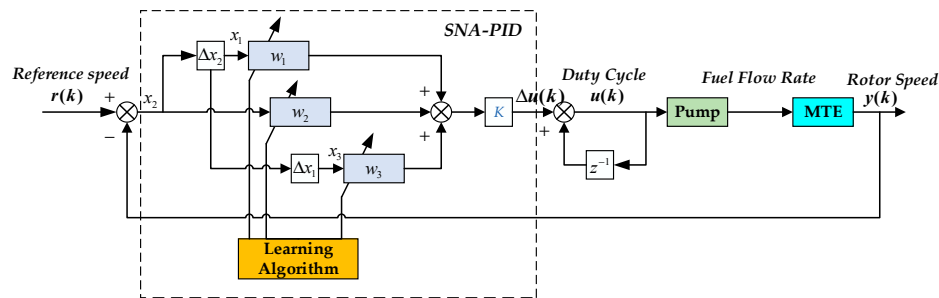 SNA-PID
Reference speed
r(k)
+
−
x₂
Δx₂
x₁
w₁
w₂
Δx₁
x₃
w₃
+
+
+
K
Δu(k)
+
Duty Cycle
u(k)
z⁻¹
Fuel Flow Rate
Pump
MTE
Rotor Speed
y(k)
Learning
Algorithm